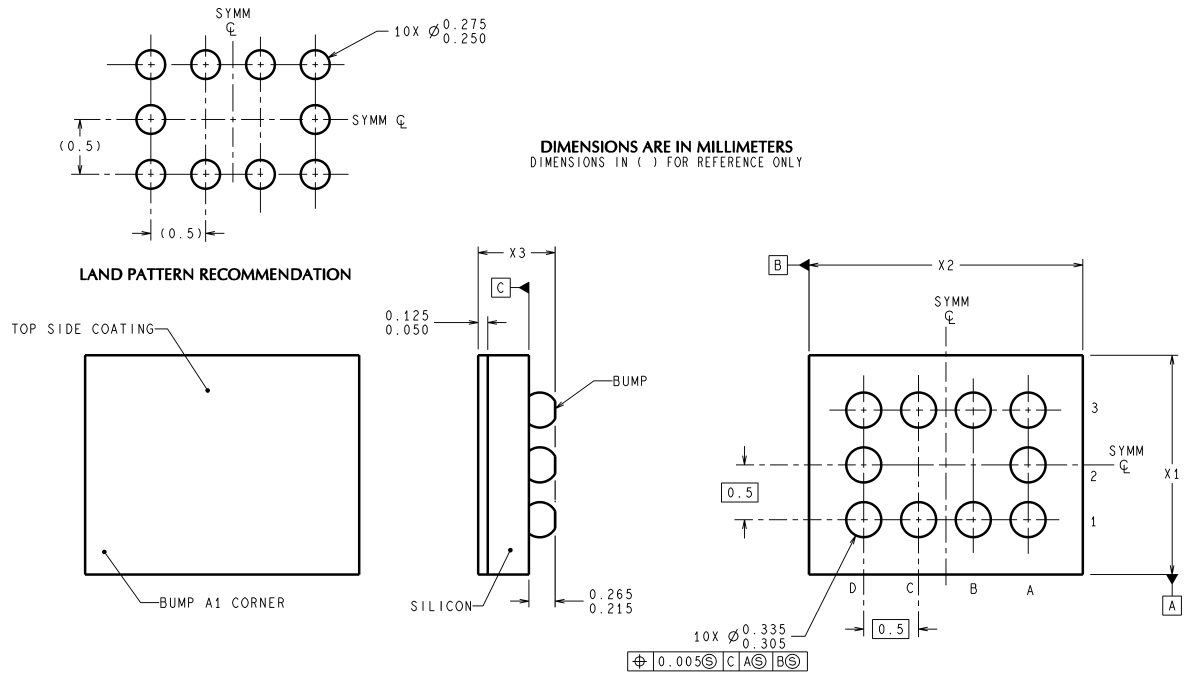 SYMM
℄
10X Ø 0.275
0.250
SYMM ℄
(0.5)
(0.5)
LAND PATTERN RECOMMENDATION
DIMENSIONS ARE IN MILLIMETERS
DIMENSIONS IN ( ) FOR REFERENCE ONLY
TOP SIDE COATING
BUMP A1 CORNER
X3
C
0.125
0.050
BUMP
SILICON
0.265
0.215
B
X2
SYMM
℄
3
SYMM
℄
X1
2
0.5
1
D C B A
A
0.5
10X Ø 0.335
0.305
⌖ 0.005Ⓢ C AⓈ BⓈ